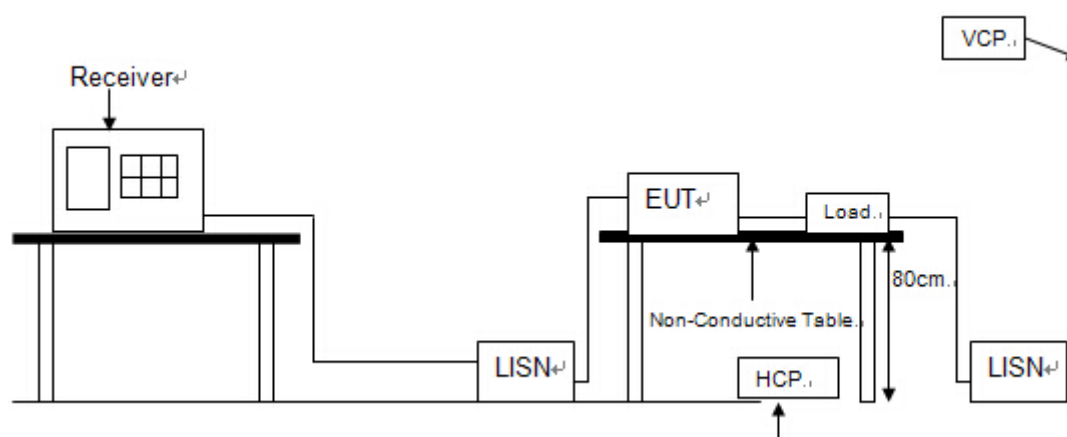 VCP.
Receiver↵
EUT↵
Load.
80cm.
Non-Conductive Table.
LISN↵
HCP.
LISN↵